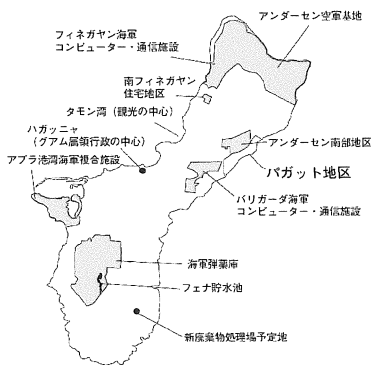 フィネガヤン海軍
コンピューター・通信施設
アンダーセン空軍基地
南フィネガヤン
住宅地区
タモン湾（観光の中心）
ハガッニャ
（グアム属領行政の中心）
アプラ港湾海軍複合施設
アンダーセン南部地区
パガット地区
バリガーダ海軍
コンピューター・通信施設
海軍弾薬庫
フェナ貯水池
新廃棄物処理場予定地